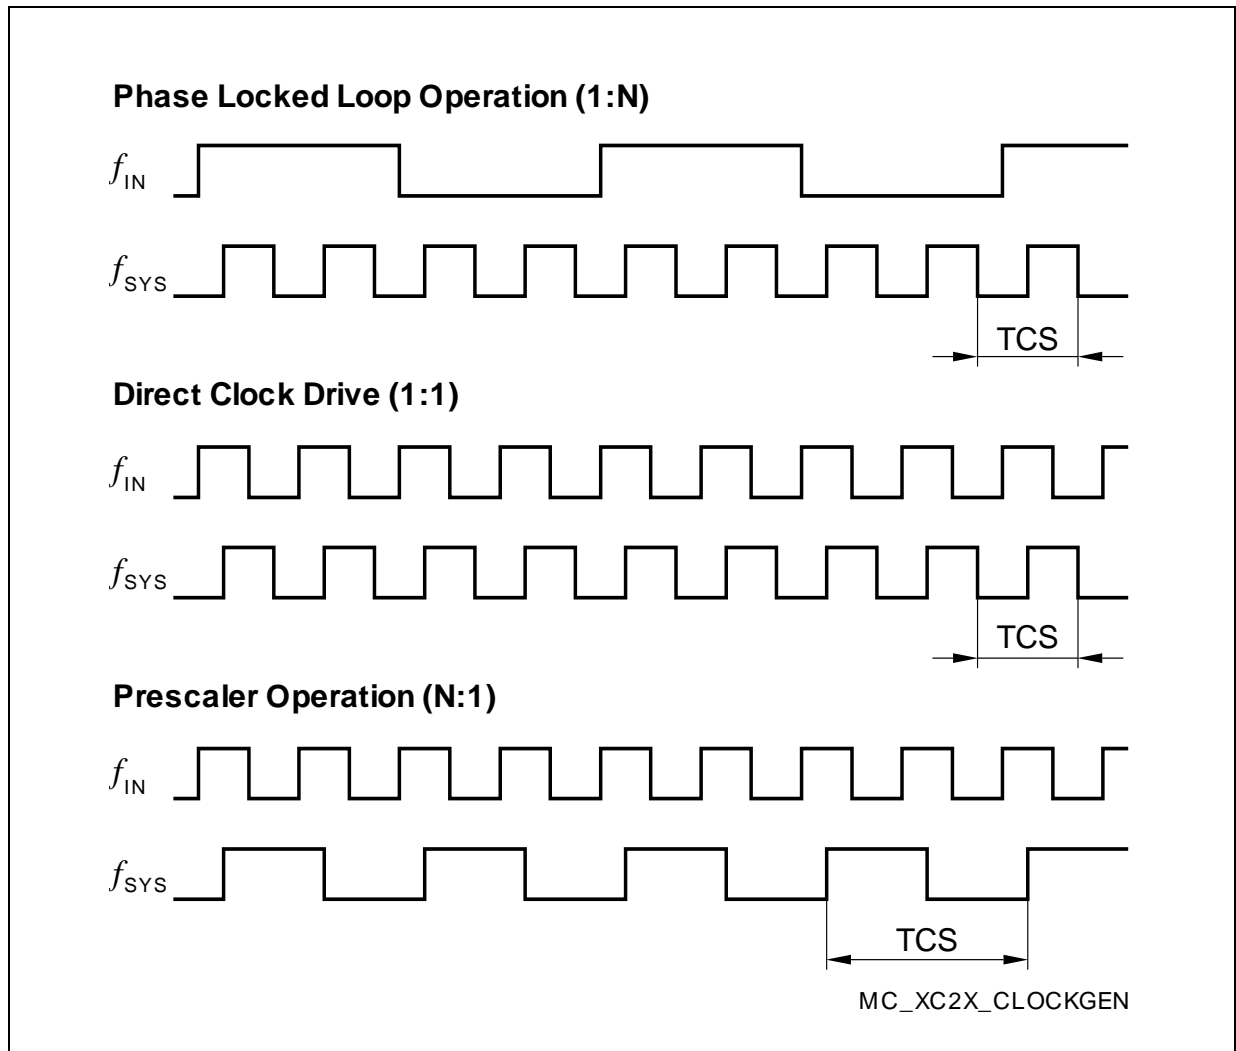 Phase Locked Loop Operation (1:N)
fIN
fSYS
TCS
Direct Clock Drive (1:1)
fIN
fSYS
TCS
Prescaler Operation (N:1)
fIN
fSYS
TCS
MC_XC2X_CLOCKGEN